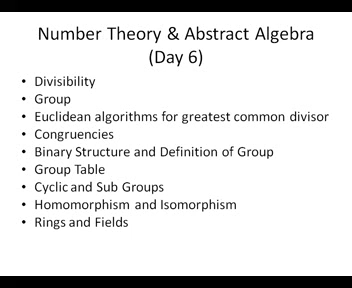 Number Theory & Abstract Algebra
(Day 6)
• Divisibility
• Group
• Euclidean algorithms for greatest common divisor
• Congruencies
• Binary Structure and Definition of Group
• Group Table
• Cyclic and Sub Groups
• Homomorphism and Isomorphism
• Rings and Fields